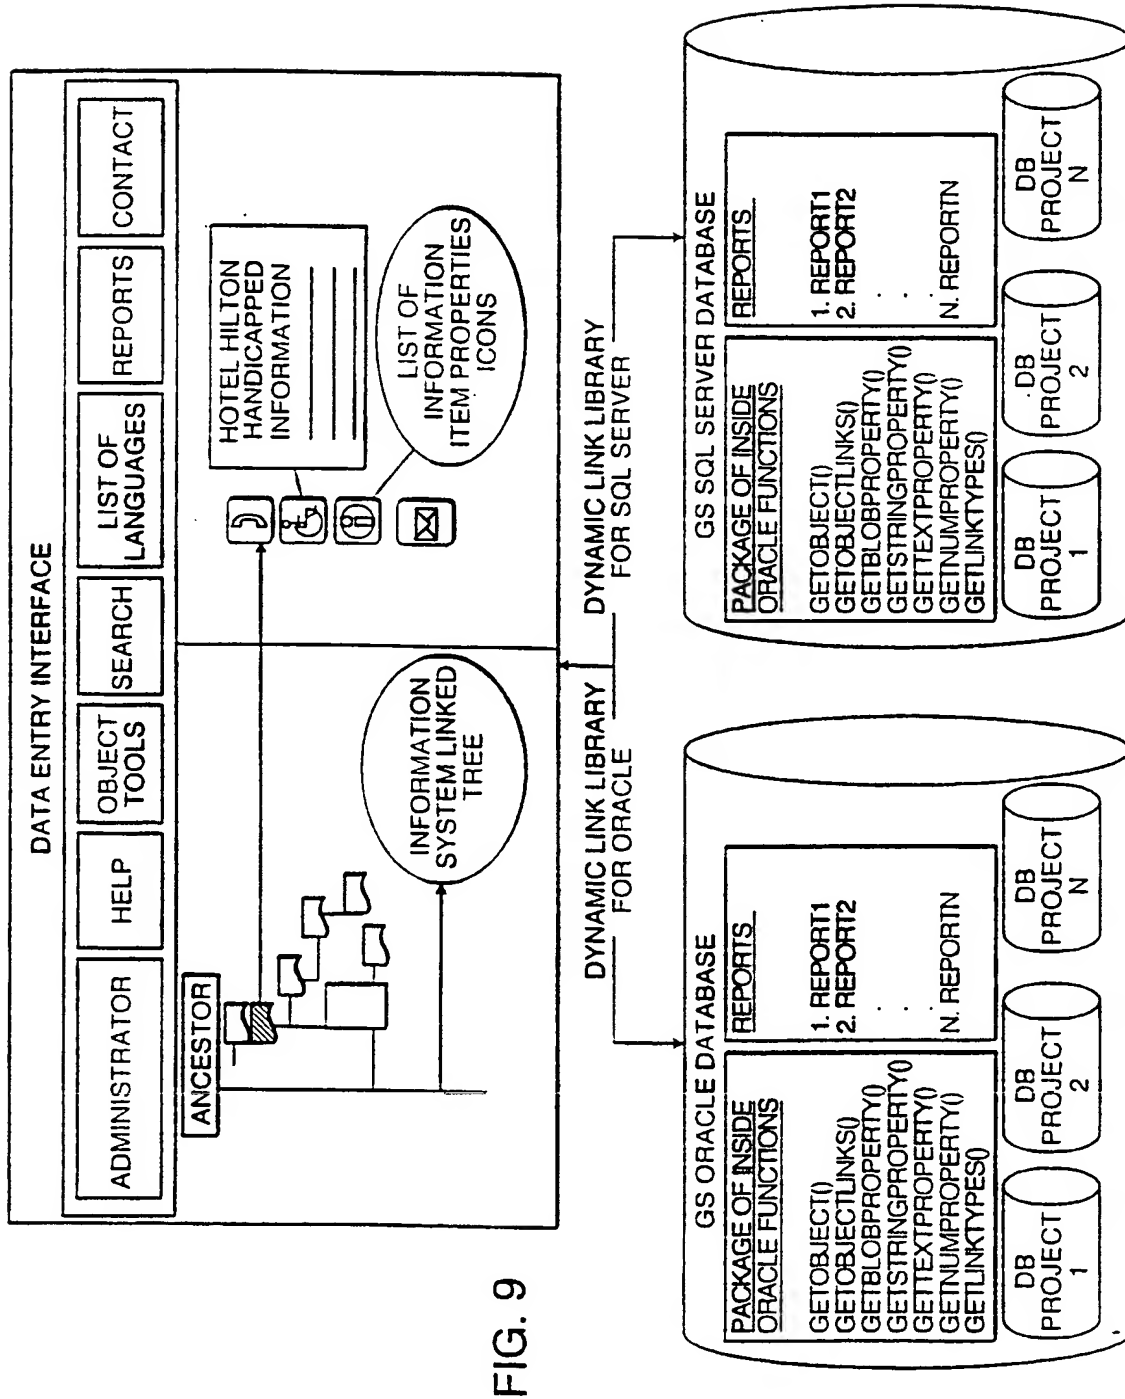 DATA ENTRY INTERFACE
ADMINISTRATOR
HELP
OBJECT
TOOLS
SEARCH
LIST OF
LANGUAGES
REPORTS
CONTACT
ANCESTOR
INFORMATION
SYSTEM LINKED
TREE
HOTEL HILTON
HANDICAPPED
INFORMATION
LIST OF
INFORMATION
ITEM PROPERTIES
ICONS
DYNAMIC LINK LIBRARY
FOR ORACLE
DYNAMIC LINK LIBRARY
FOR SQL SERVER
GS ORACLE DATABASE
PACKAGE OF INSIDE
ORACLE FUNCTIONS
GETOBJECT()
GETOBJECTLINKS()
GETBLOBPROPERTY()
GETSTRINGPROPERTY()
GETTEXTPROPERTY()
GETNUMPROPERTY()
GETLINKTYPES()
REPORTS
1. REPORT1
2. REPORT2
.
.
N. REPORTN
DB
PROJECT
1
DB
PROJECT
2
DB
PROJECT
N
GS SQL SERVER DATABASE
PACKAGE OF INSIDE
ORACLE FUNCTIONS
GETOBJECT()
GETOBJECTLINKS()
GETBLOBPROPERTY()
GETSTRINGPROPERTY()
GETTEXTPROPERTY()
GETNUMPROPERTY()
GETLINKTYPES()
REPORTS
1. REPORT1
2. REPORT2
.
.
N. REPORTN
DB
PROJECT
1
DB
PROJECT
2
DB
PROJECT
N
FIG. 9